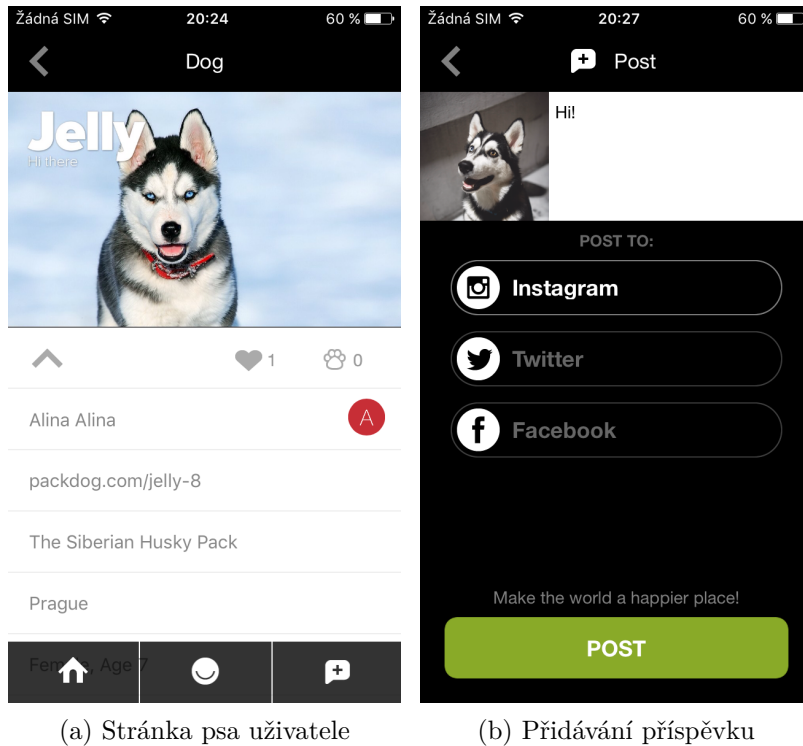 Žádná SIM 20:24 60 %
Dog
Jelly
Hi there
1 0
Alina Alina A
packdog.com/jelly-8
The Siberian Husky Pack
Prague
Female, Age 7
(a) Stránka psa uživatele
Žádná SIM 20:27 60 %
Post
Hi!
POST TO:
Instagram
Twitter
Facebook
Make the world a happier place!
POST
(b) Přidávání příspěvku